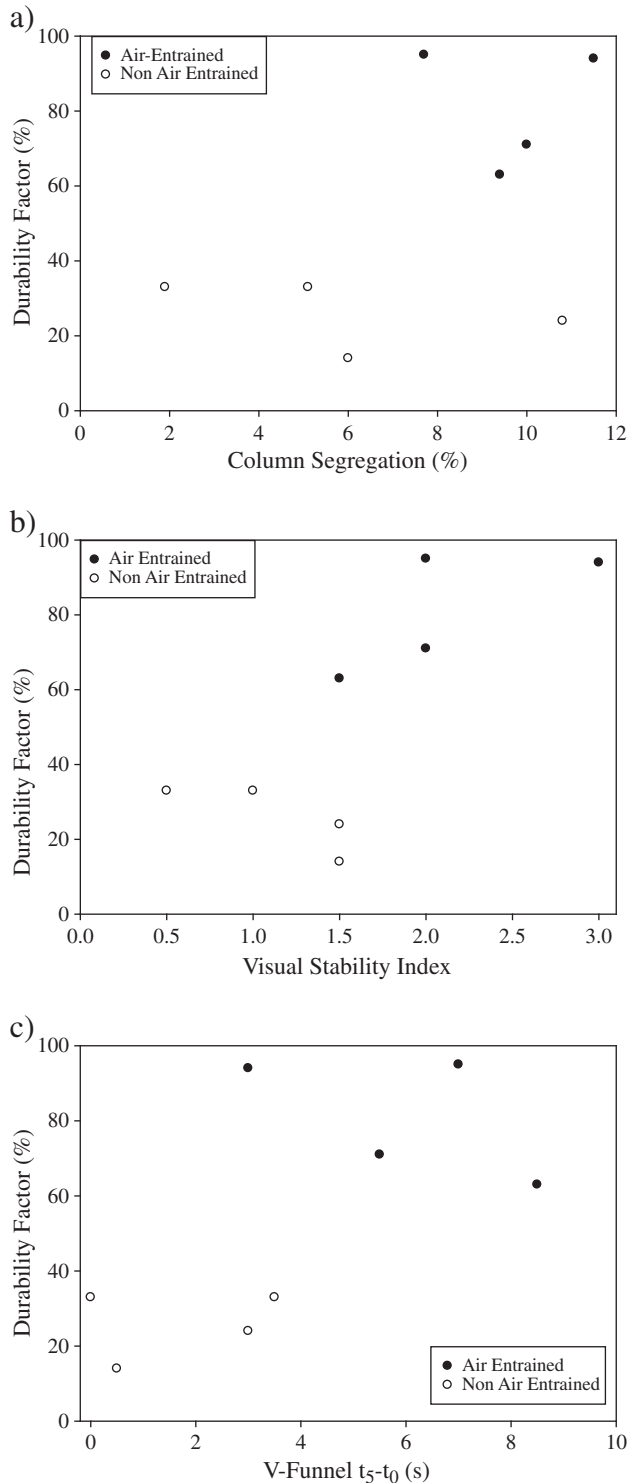 a)
100
80
60
40
20
0
Durability Factor (%)
Air-Entrained
Non Air Entrained
0 2 4 6 8 10 12
Column Segregation (%)
b)
100
80
60
40
20
0
Durability Factor (%)
Air Entrained
Non Air Entrained
0.0 0.5 1.0 1.5 2.0 2.5 3.0
Visual Stability Index
c)
100
80
60
40
20
0
Durability Factor (%)
Air Entrained
Non Air Entrained
0 2 4 6 8 10
V-Funnel t₅-t₀ (s)